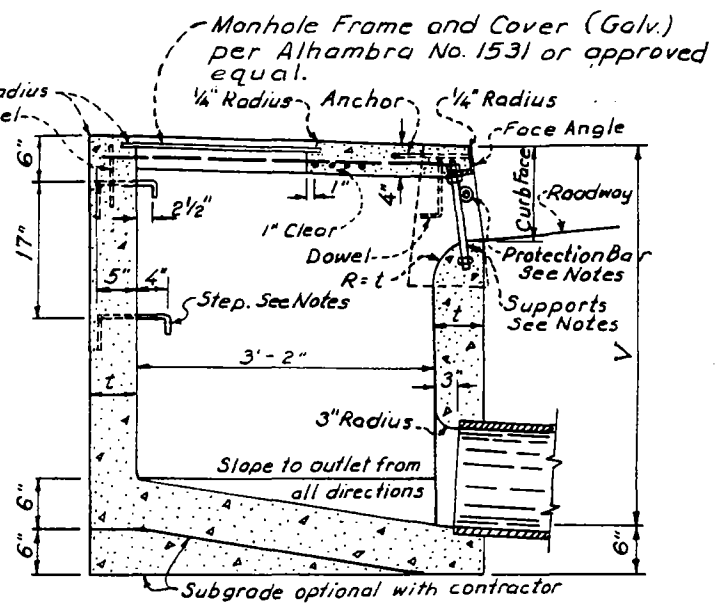 Manhole Frame and Cover (Galv.)
per Alhambra No. 1531 or approved
equal.
1/4" Radius
Anchor
1/4" Radius
Face Angle
6"
1"
4"
Curb Face
Roadway
2 1/2"
1" Clear
17"
Dowel
R=t
Protection Bar
See Notes
5"
4"
Step. See Notes
Supports
See Notes
t
3'-2"
t
V
3"
3" Radius
Slope to outlet from
all directions
6"
6"
6"
Subgrade optional with contractor